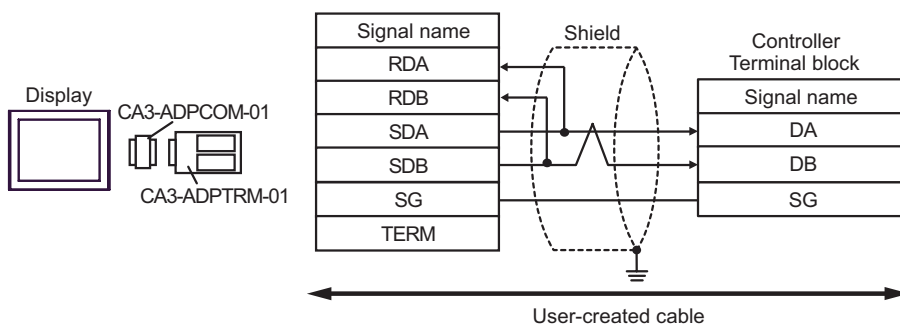 Display
CA3-ADPCOM-01
CA3-ADPTRM-01
Signal name
RDA
RDB
SDA
SDB
SG
TERM
Shield
Controller
Terminal block
Signal name
DA
DB
SG
User-created cable